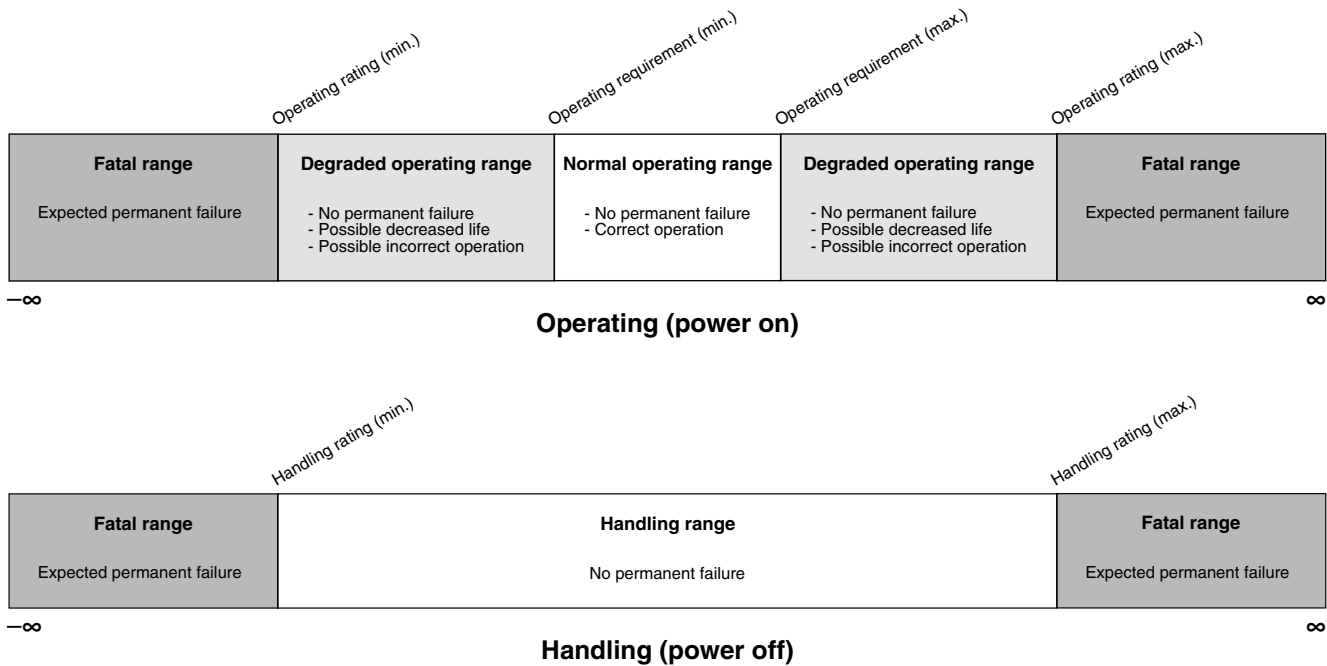 Operating rating (min.)
Operating requirement (min.)
Operating requirement (max.)
Operating rating (max.)
Fatal range
Expected permanent failure
Degraded operating range
- No permanent failure
- Possible decreased life
- Possible incorrect operation
Normal operating range
- No permanent failure
- Correct operation
Degraded operating range
- No permanent failure
- Possible decreased life
- Possible incorrect operation
Fatal range
Expected permanent failure
–∞
∞
Operating (power on)
Handling rating (min.)
Handling rating (max.)
Fatal range
Expected permanent failure
Handling range
No permanent failure
Fatal range
Expected permanent failure
–∞
∞
Handling (power off)